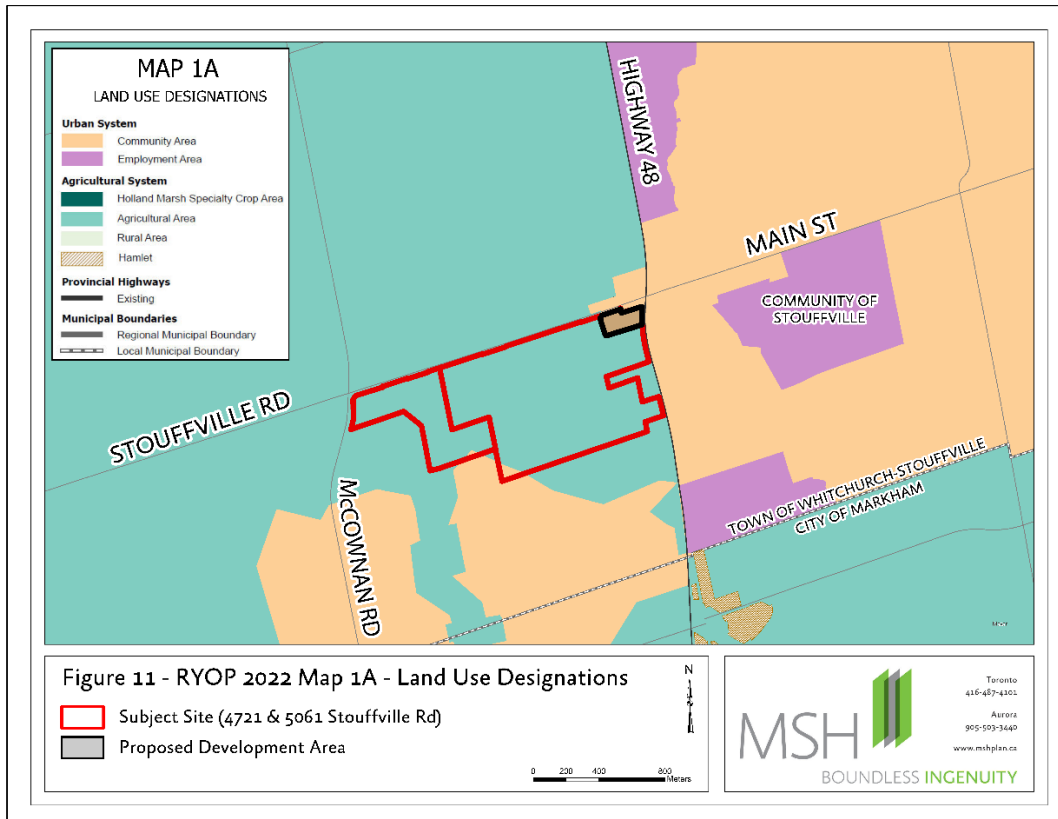 MAP 1A
LAND USE DESIGNATIONS
Urban System
Community Area
Employment Area
Agricultural System
Holland Marsh Specialty Crop Area
Agricultural Area
Rural Area
Hamlet
Provincial Highways
Existing
Municipal Boundaries
Regional Municipal Boundary
Local Municipal Boundary
HIGHWAY 48
MAIN ST
COMMUNITY OF
STOUFFVILLE
STOUFFVILLE RD
McCOWNAN RD
TOWN OF WHITCHURCH-STOUFFVILLE
CITY OF MARKHAM
Figure 11 - RYOP 2022 Map 1A - Land Use Designations
Subject Site (4721 & 5061 Stouffville Rd)
Proposed Development Area
N
0 200 400 800
Meters
MSH
Toronto
416-487-4101
Aurora
905-503-3440
www.mshplan.ca
BOUNDLESS INGENUITY